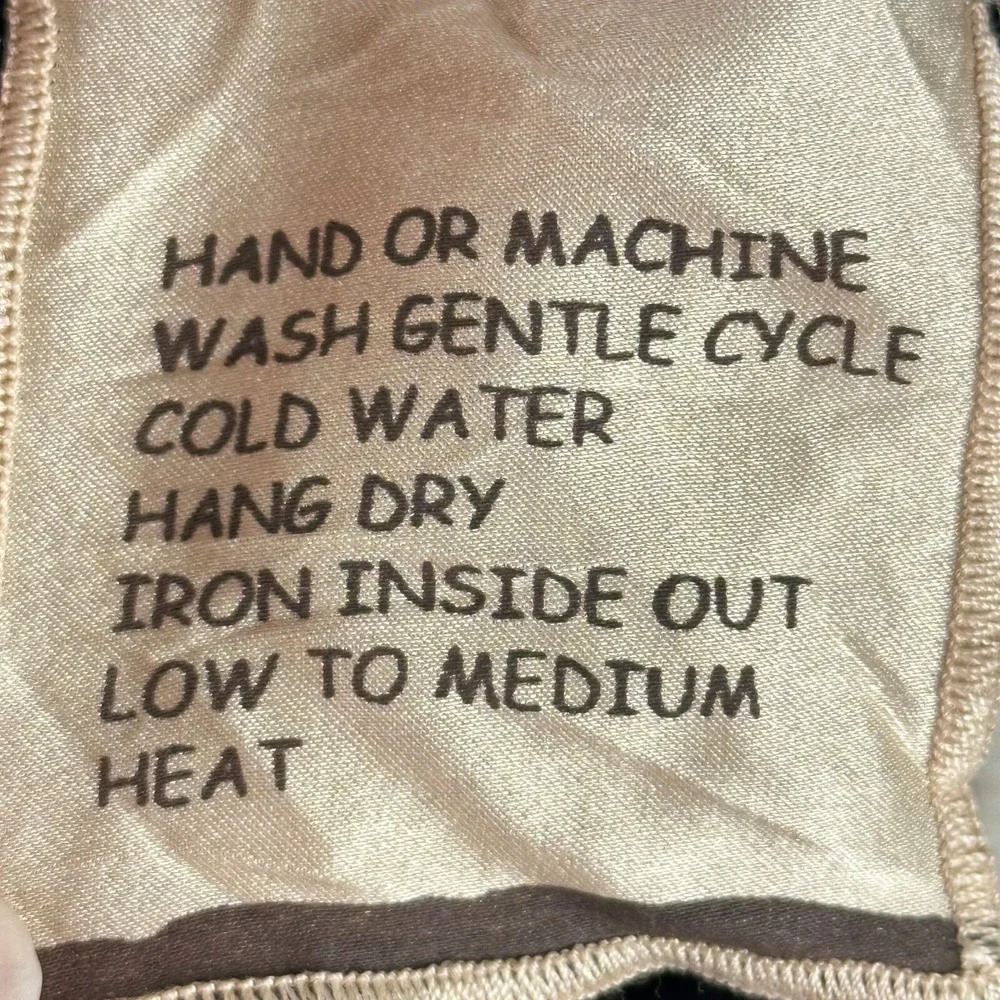 HAND OR MACHINE
WASH GENTLE CYCLE
COLD WATER
HANG DRY
IRON INSIDE OUT
LOW TO MEDIUM
HEAT